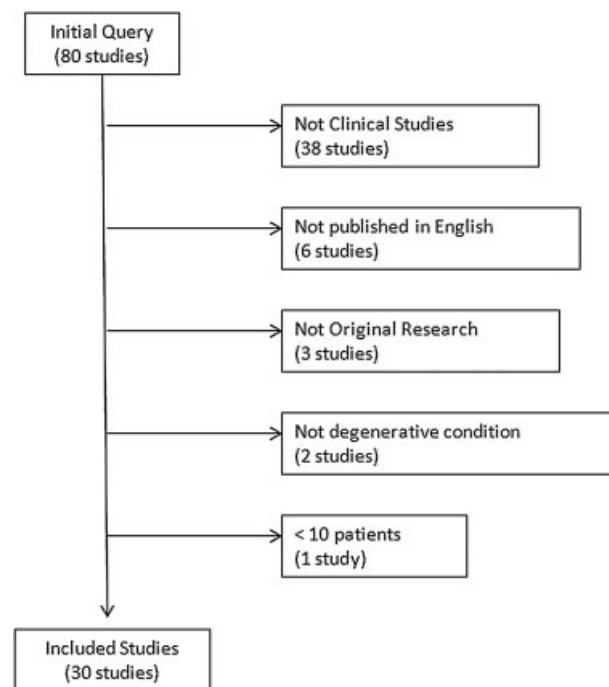 Initial Query
(80 studies)
Not Clinical Studies
(38 studies)
Not published in English
(6 studies)
Not Original Research
(3 studies)
Not degenerative condition
(2 studies)
< 10 patients
(1 study)
Included Studies
(30 studies)